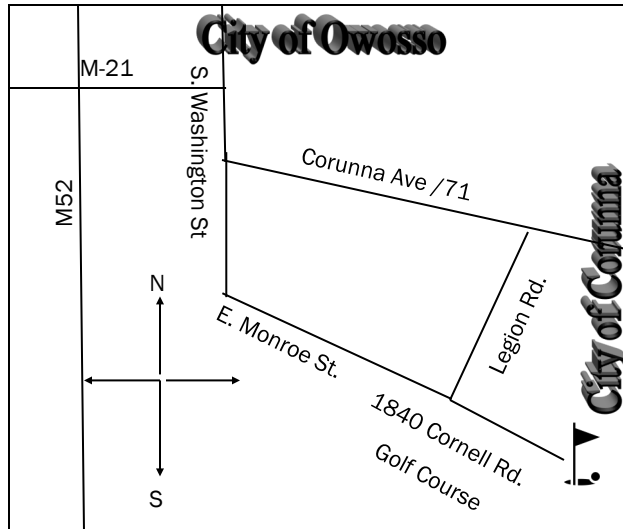 City of Owosso
M-21
S. Washington St
Corunna Ave /71
M52
City of Corunna
N
Legion Rd.
E. Monroe St.
1840 Cornell Rd.
Golf Course
S